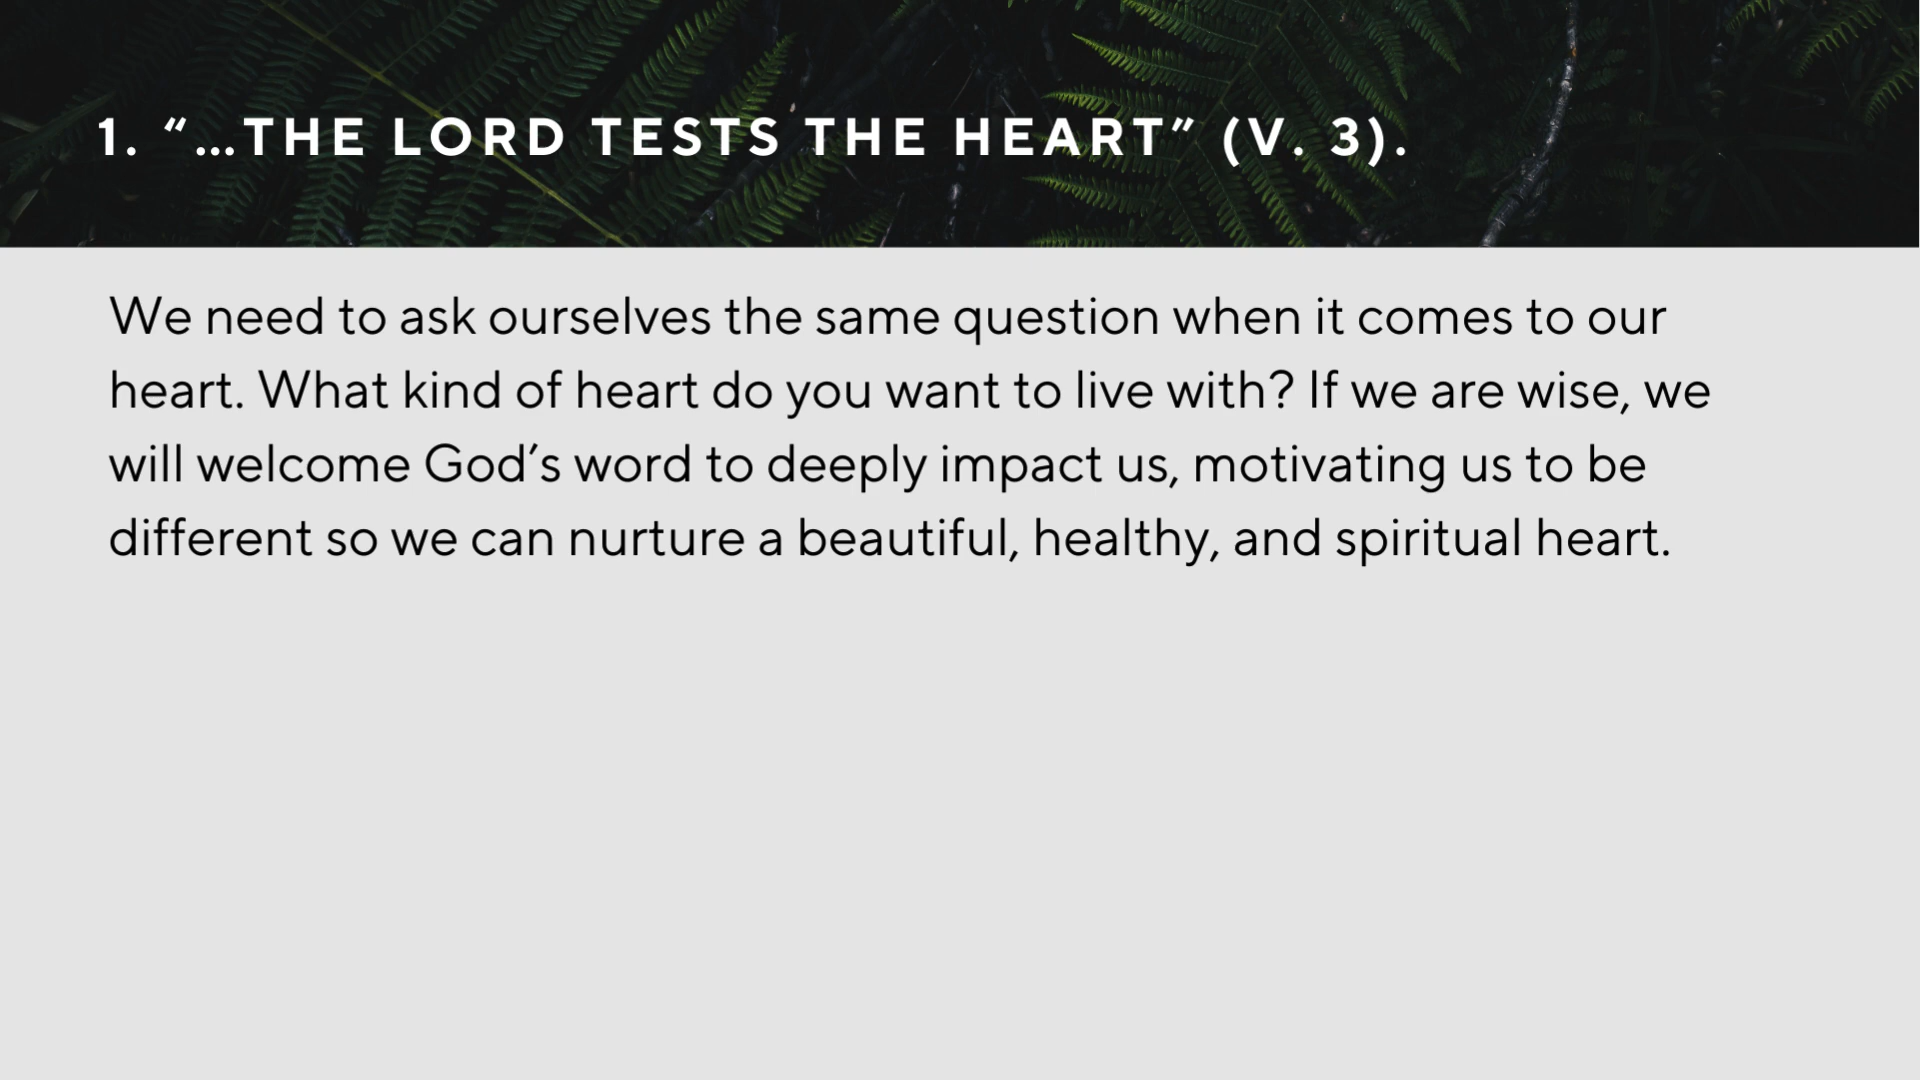 1. “...THE LORD TESTS THE HEART” (V. 3).
We need to ask ourselves the same question when it comes to our
heart. What kind of heart do you want to live with? If we are wise, we
will welcome God’s word to deeply impact us, motivating us to be
different so we can nurture a beautiful, healthy, and spiritual heart.